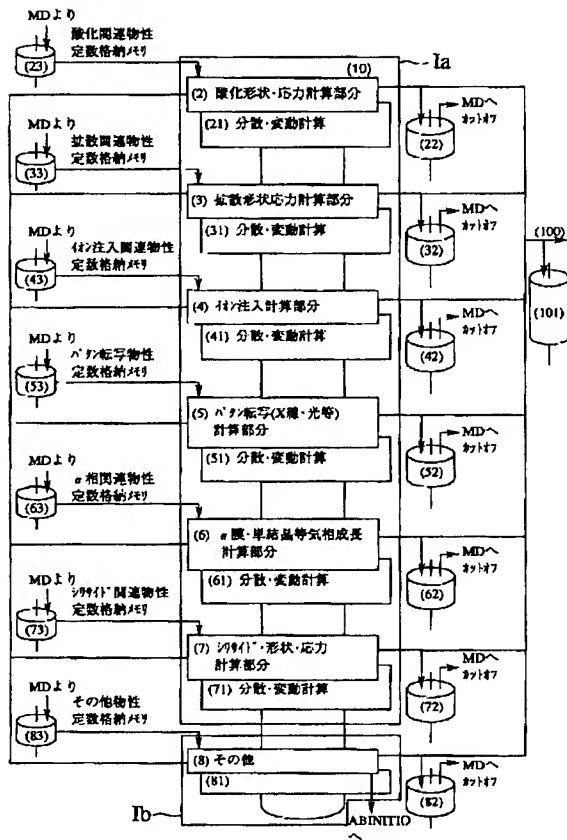 MDより
酸化関連物性
定数格納メモリ
(23)
(10)
Ia
(2) 酸化形状・応力計算部分
(21) 分散・変動計算
MDへ
カットオフ
(22)
MDより
拡散関連物性
定数格納メモリ
(33)
(3) 拡散形状応力計算部分
(31) 分散・変動計算
MDへ
カットオフ
(32)
(100)
(101)
MDより
イオン注入関連物性
定数格納メモリ
(43)
(4) イオン注入計算部分
(41) 分散・変動計算
MDへ
カットオフ
(42)
MDより
パタン転写物性
定数格納メモリ
(53)
(5) パタン転写(X線・光等)
計算部分
(51) 分散・変動計算
MDへ
カットオフ
(52)
MDより
α相関連物性
定数格納メモリ
(63)
(6) α膜・単結晶等気相成長
計算部分
(61) 分散・変動計算
MDへ
カットオフ
(62)
MDより
シリサイド関連物性
定数格納メモリ
(73)
(7) シリサイド・形状・応力
計算部分
(71) 分散・変動計算
MDへ
カットオフ
(72)
MDより
その他物性
定数格納メモリ
(83)
(8) その他
(81)
MDへ
カットオフ
(82)
Ib
ABINITIO
へ